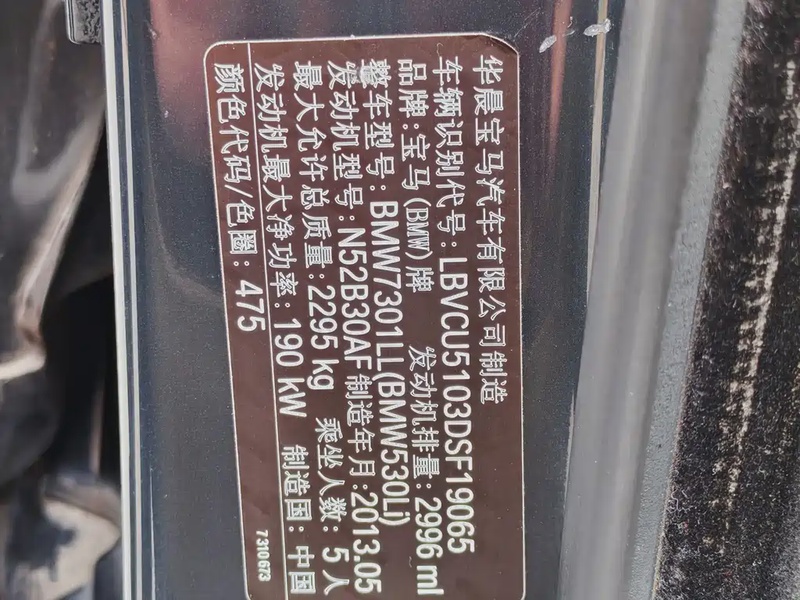 华晨宝马汽车有限公司制造
车辆识别代号：LBVCU5103DSF19065
品牌：宝马(BMW)牌 发动机排量：2996 ml
整车型号：BMW7301LL(BMW530Li)
发动机型号：N52B30AF 制造年月：2013.05
最大允许总质量：2295 kg 乘坐人数：5 人
发动机最大净功率：190 kW 制造国：中国
颜色代码/色圈：475 7310673